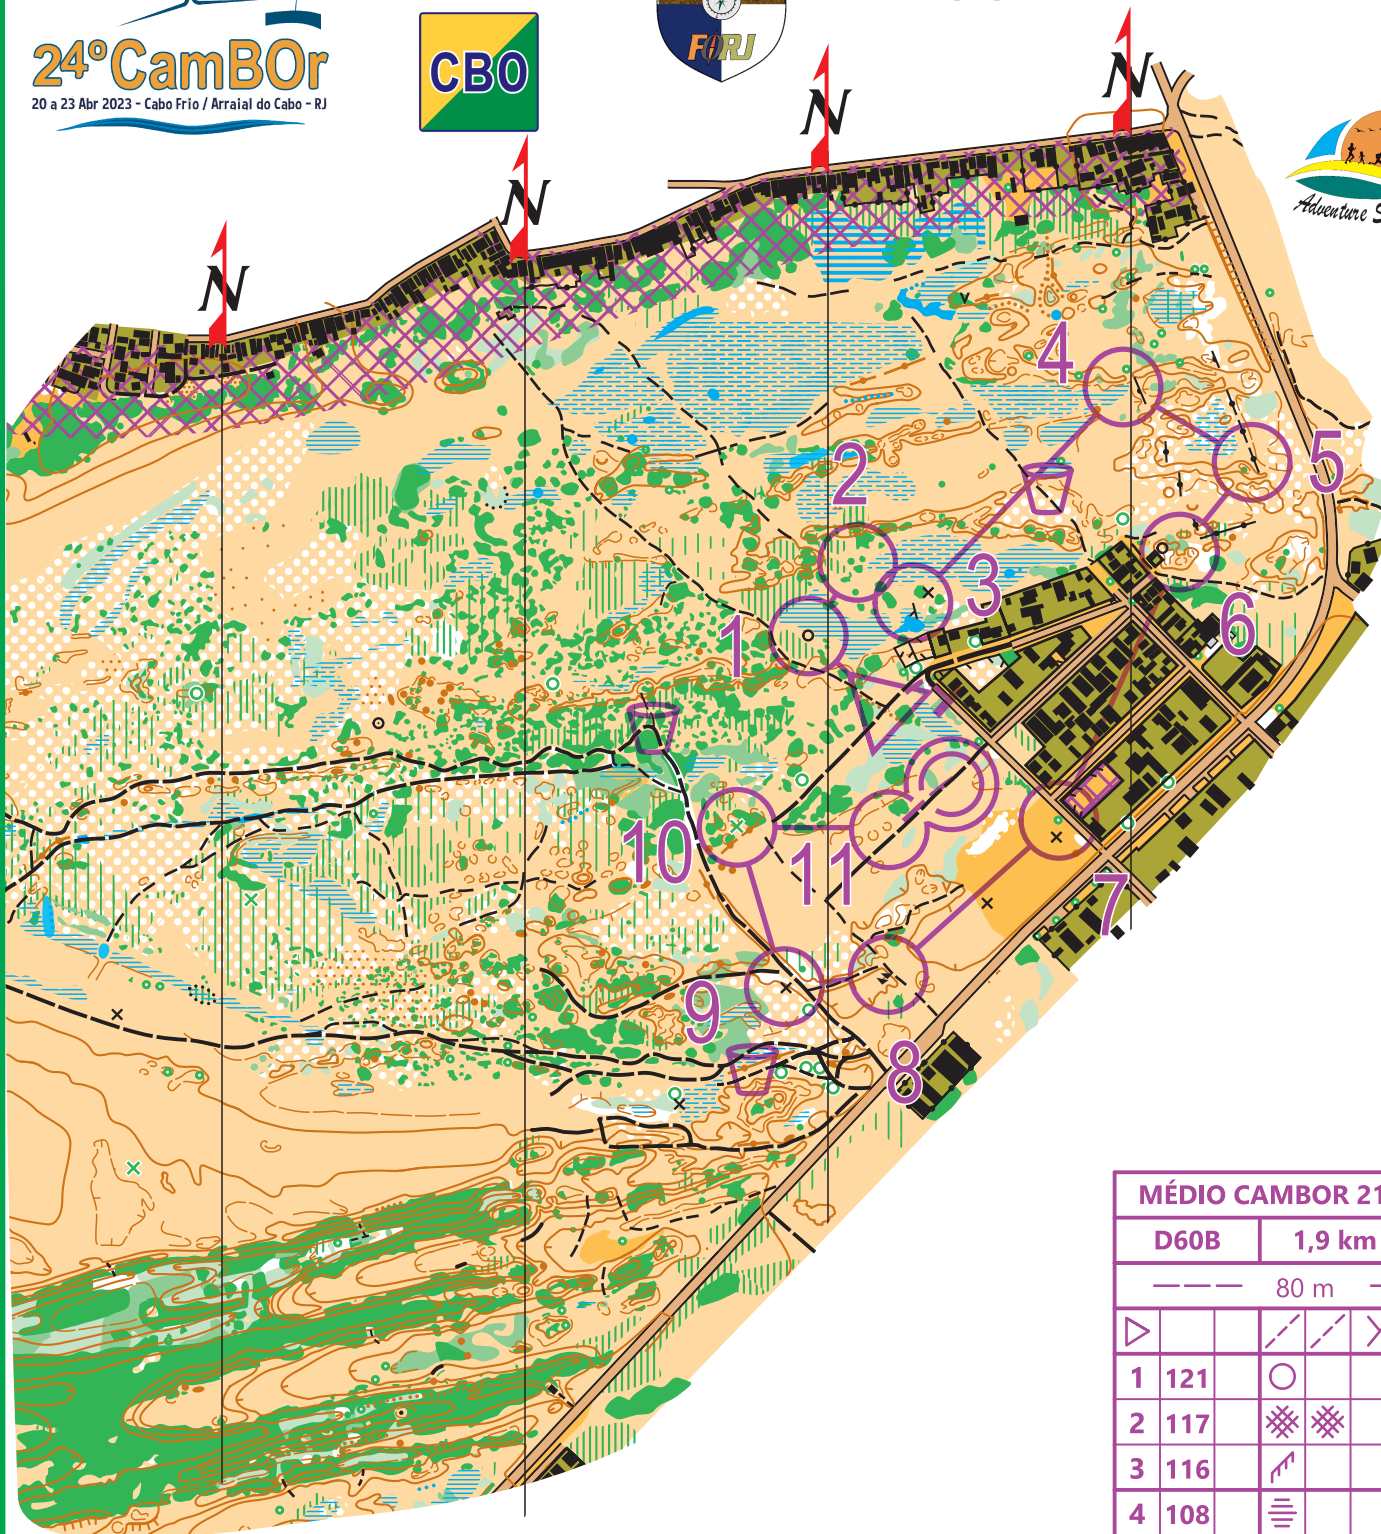 24ºCamBOr
20 a 23 Abr 2023 - Cabo Frio / Arraial do Cabo - RJ
CBO
FORJ
N
N
N
N
Adventure
4
5
2
3
1
6
10
11
7
9
8
MÉDIO CAMBOR 21
D60B 1,9 km
80 m
1 121
2 117
3 116
4 108